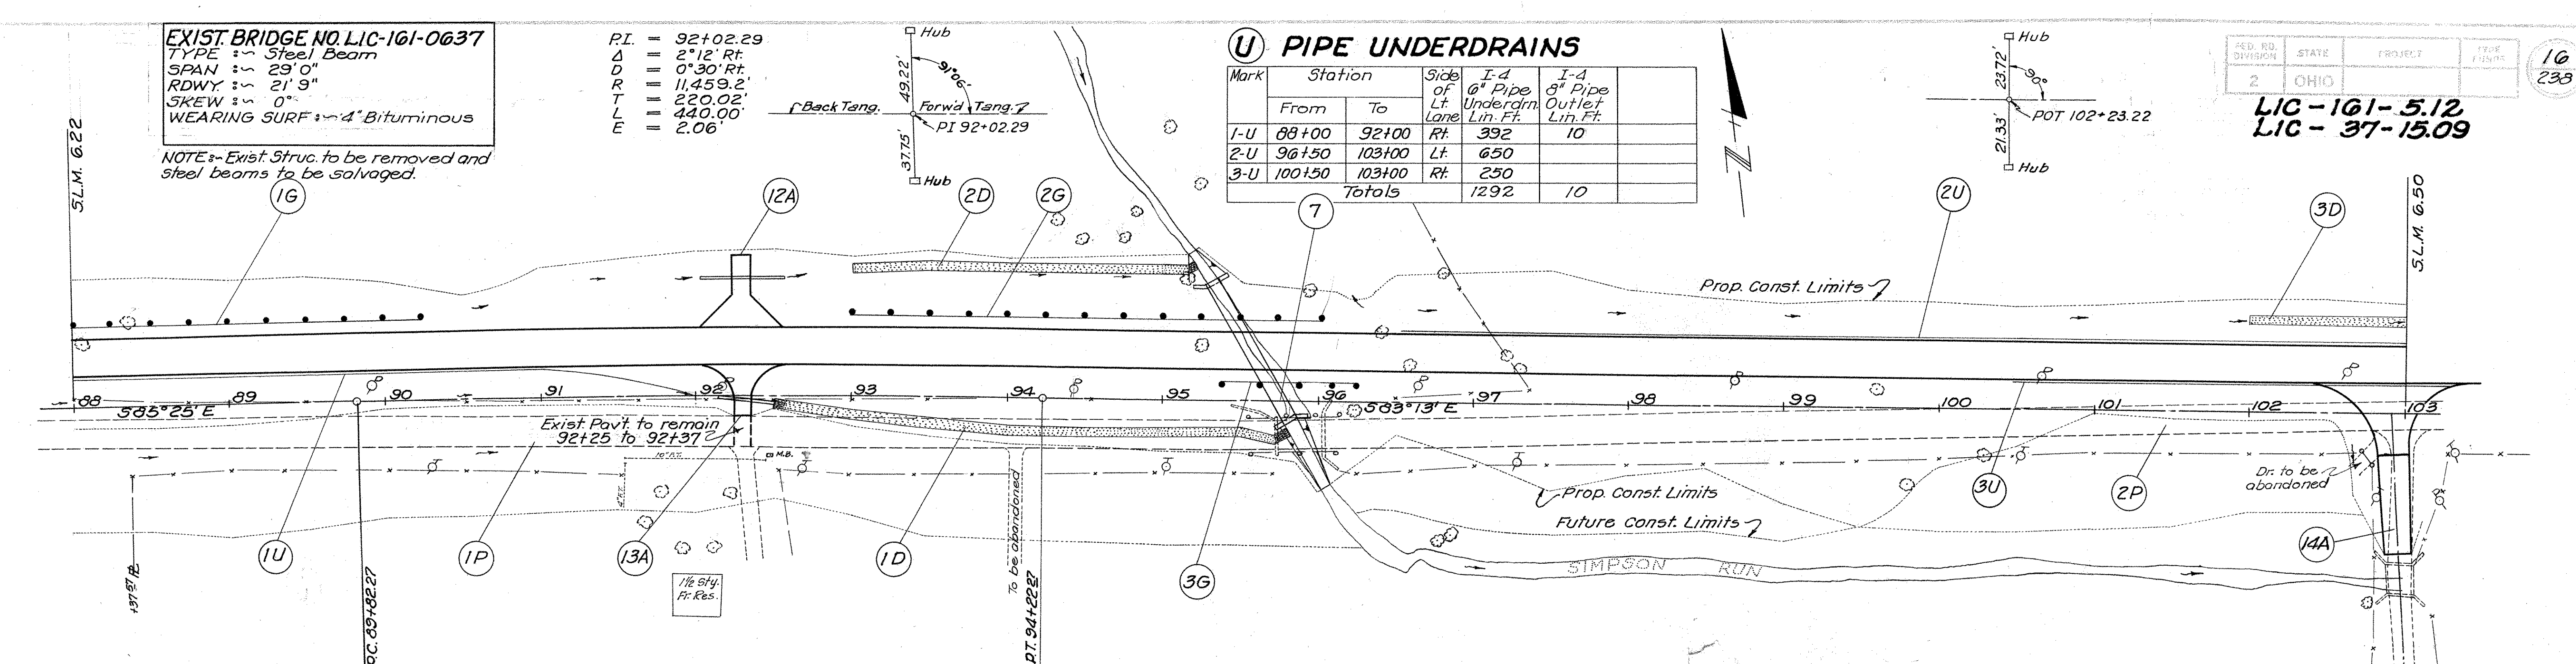 EXIST. BRIDGE NO. LIC-161-0637
TYPE :~ Steel Beam
SPAN :~ 29'0"
RDWY. :~ 21'9"
SKEW :~ 0°
WEARING SURF :~ 4" Bituminous
NOTE:~ Exist. Struc. to be removed and
steel beams to be salvaged.
P.I. = 92+02.29
Δ = 2°12' Rt.
D = 0°30' Rt.
R = 11,459.2'
T = 220.02'
L = 440.00'
E = 2.06'
Hub
49.22'
91°06'
Back Tang. Forw'd Tang.
PI 92+02.29
37.75'
Hub
U PIPE UNDERDRAINS
Mark Station Side of Lt. Lane I-4 6" Pipe Underdrn. Lin. Ft. I-4 8" Pipe Outlet Lin. Ft.
From To
1-U 88+00 92+00 Rt. 392 10
2-U 96+50 103+00 Lt. 650
3-U 100+50 103+00 Rt. 250
Totals 1292 10
N
Hub
23.72'
90°
POT 102+23.22
21.33'
Hub
FED. RD. DIVISION STATE PROJECT TYPE FUNDS
2 OHIO
16
238
LIC-161-5.12
LIC-37-15.09
S.L.M. 6.22
S.L.M. 6.50
1G
12A
2D
2G
7
2U
3D
Prop. Const. Limits
88 89 90 91 92 93 94 95 96 97 98 99 100 101 102 103
S85°25'E
S83°13'E
Exist. Pav't. to remain
92+25 to 92+37
M.B.
To be abandoned
Prop. Const. Limits
Future Const. Limits
Dr. to be
abandoned
1U
1P
13A
1D
3G
3U
2P
14A
1½ Sty.
Fr. Res.
SIMPSON RUN
P.C. 89+82.27
P.T. 94+22.27